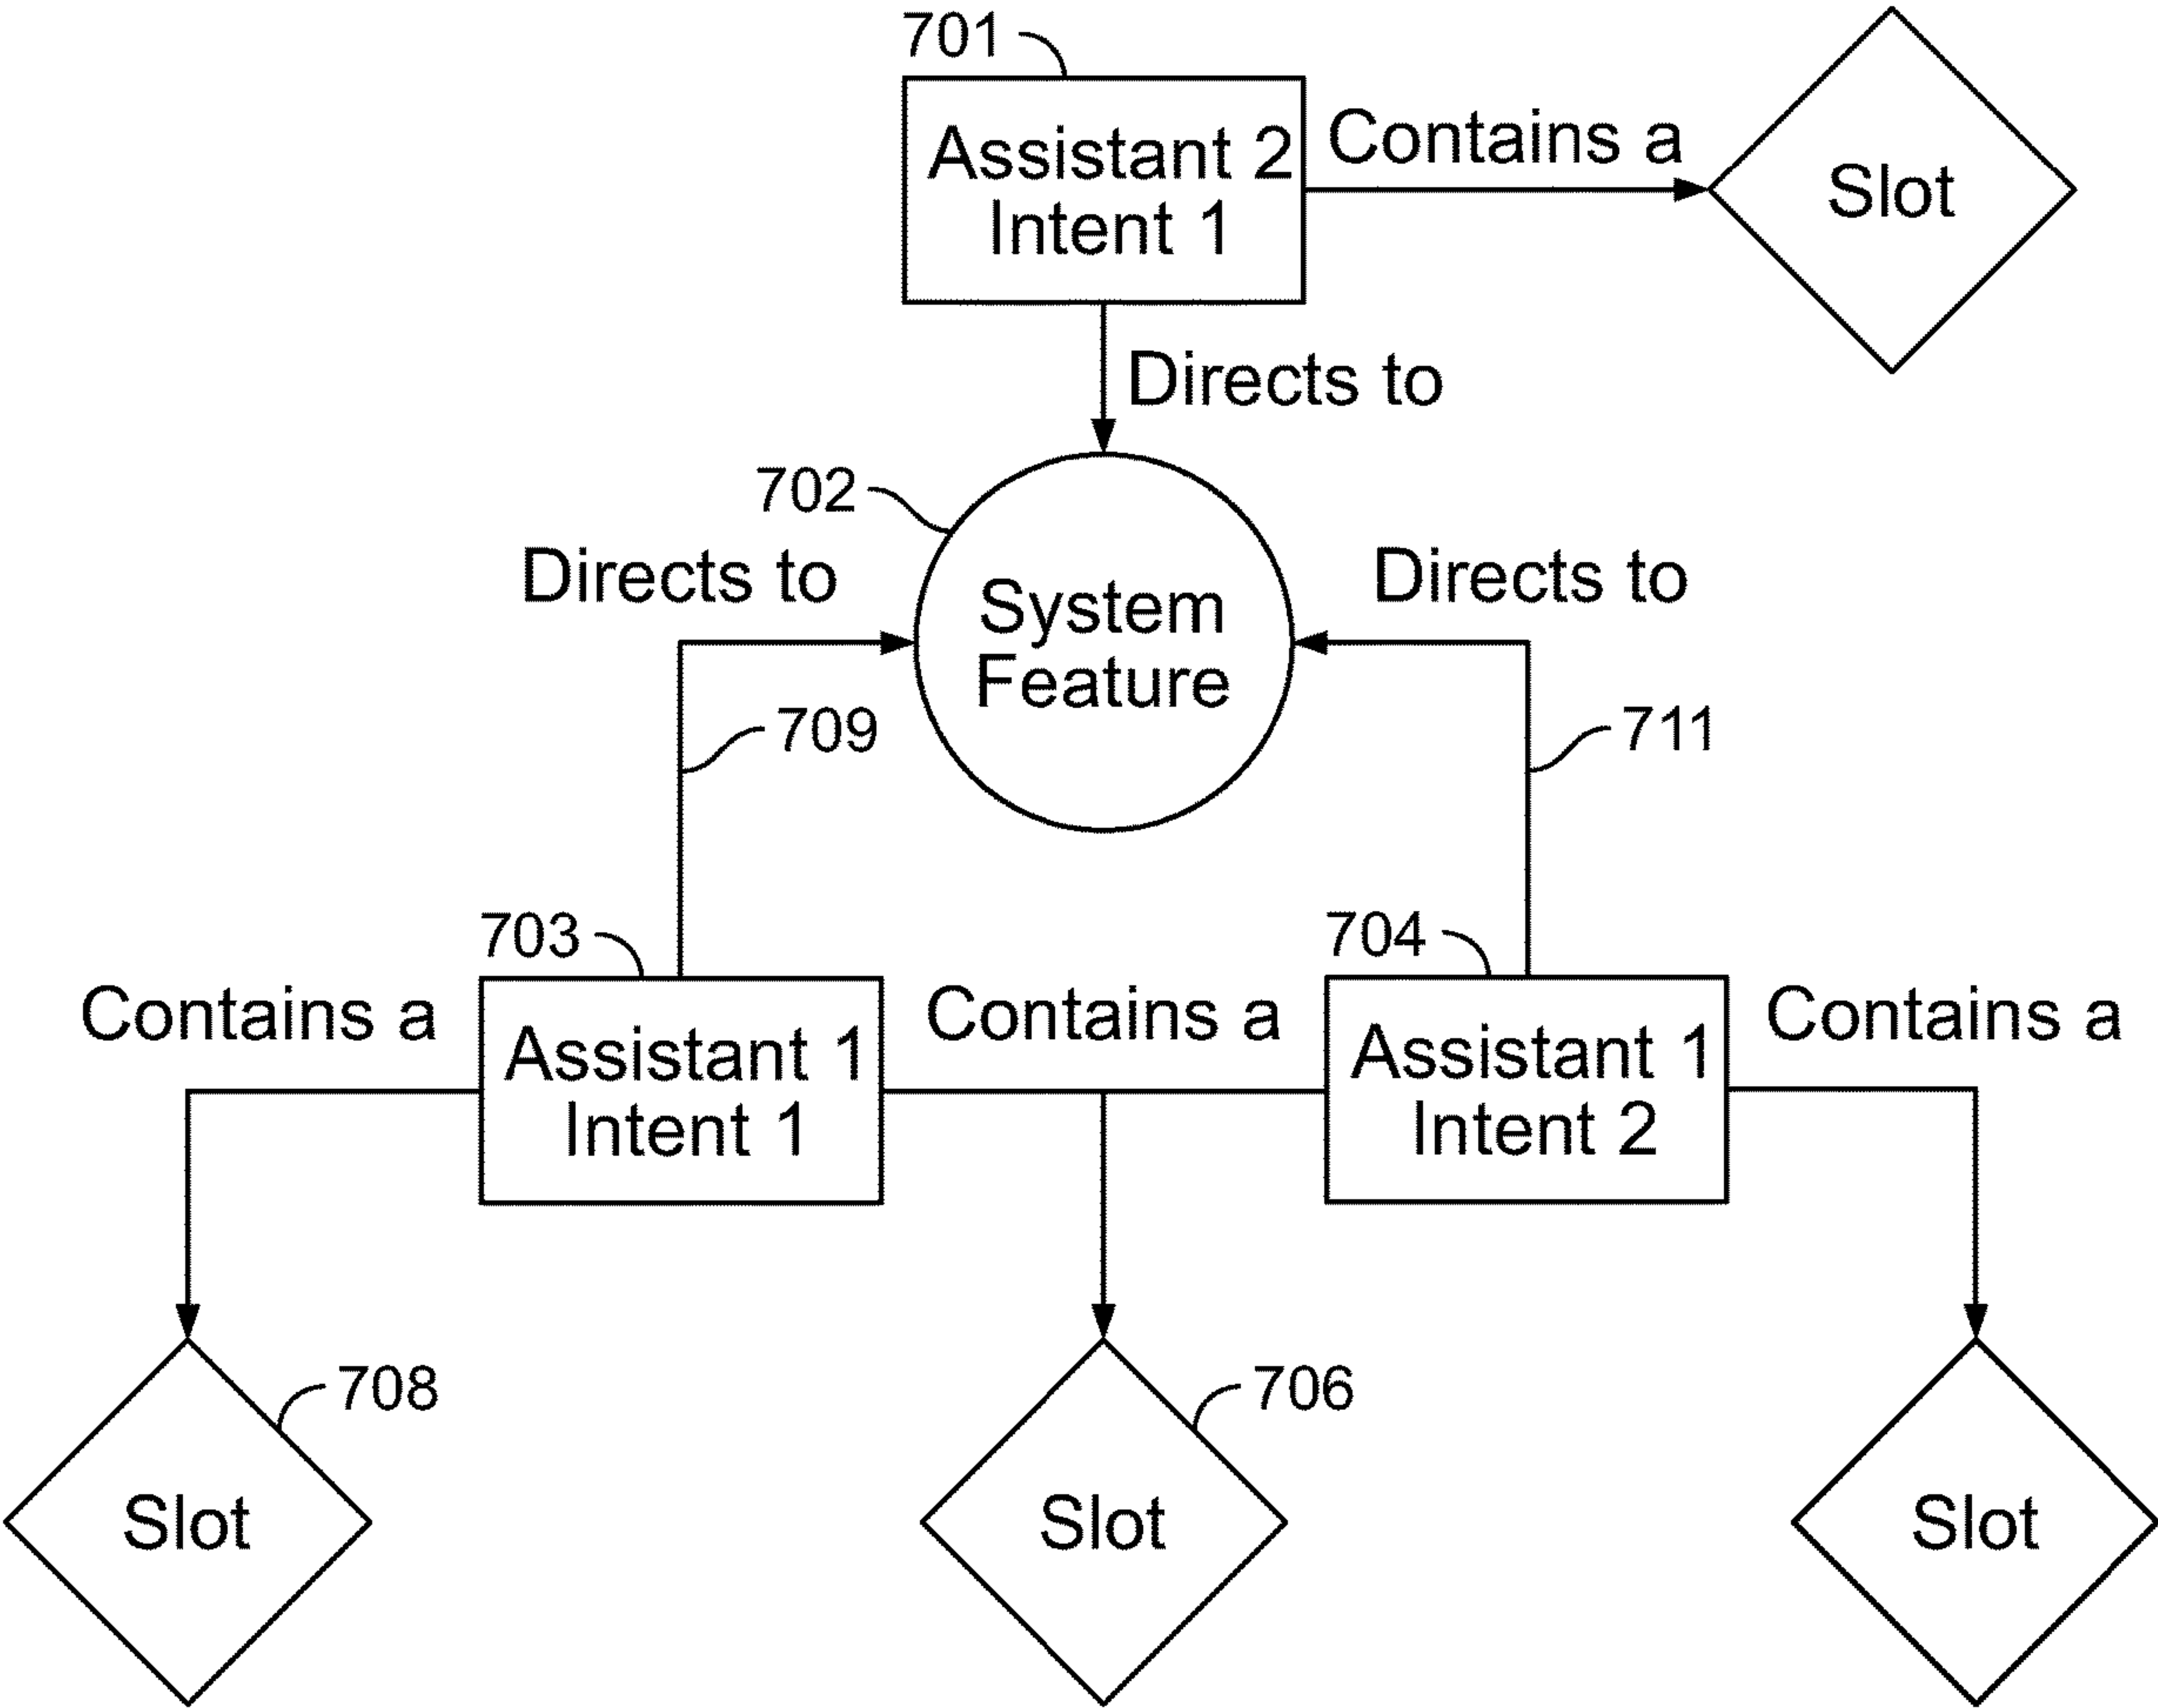 701
Assistant 2
Intent 1
Contains a
Slot
Directs to
702
Directs to
System
Feature
Directs to
709
711
703
704
Contains a
Assistant 1
Intent 1
Contains a
Assistant 1
Intent 2
Contains a
708
706
Slot
Slot
Slot